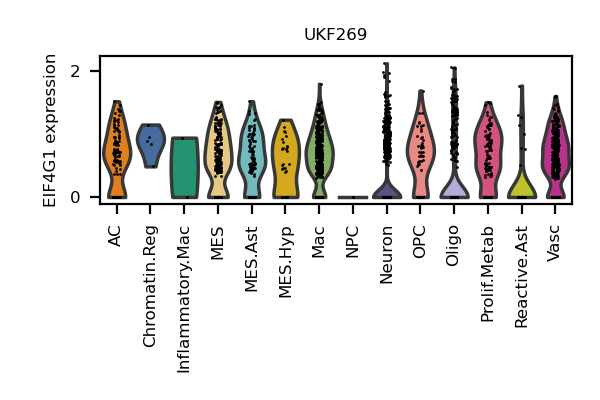 UKF269
EIF4G1 expression
2
0
AC
Chromatin.Reg
Inflammatory.Mac
MES
MES.Ast
MES.Hyp
Mac
NPC
Neuron
OPC
Oligo
Prolif.Metab
Reactive.Ast
Vasc